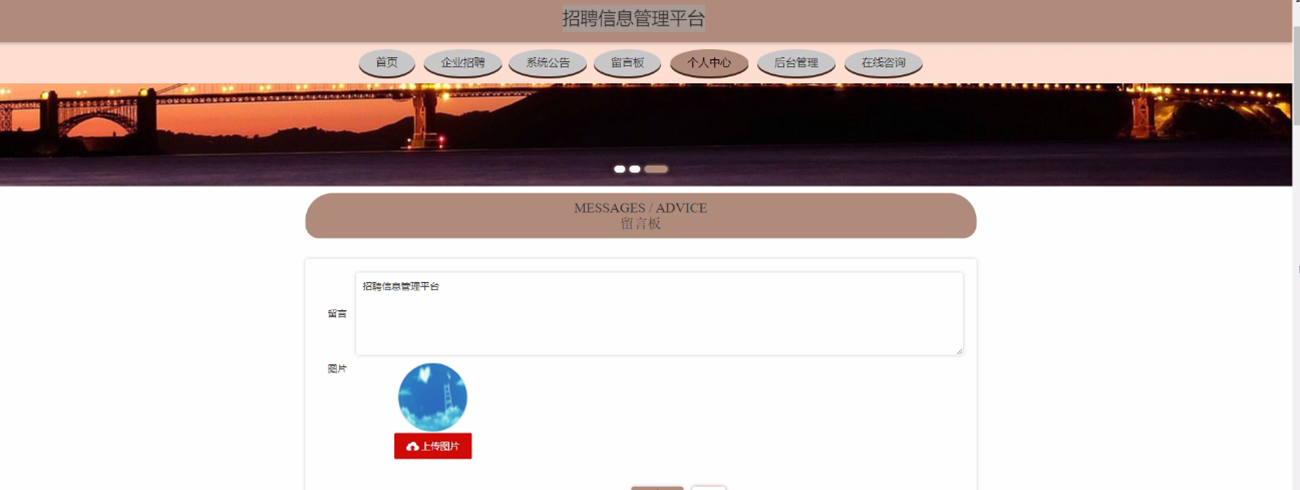 招聘信息管理平台
首页 企业招聘 系统公告 留言板 个人中心 后台管理 在线咨询
MESSAGES / ADVICE
留言板
留言
招聘信息管理平台
图片
上传图片